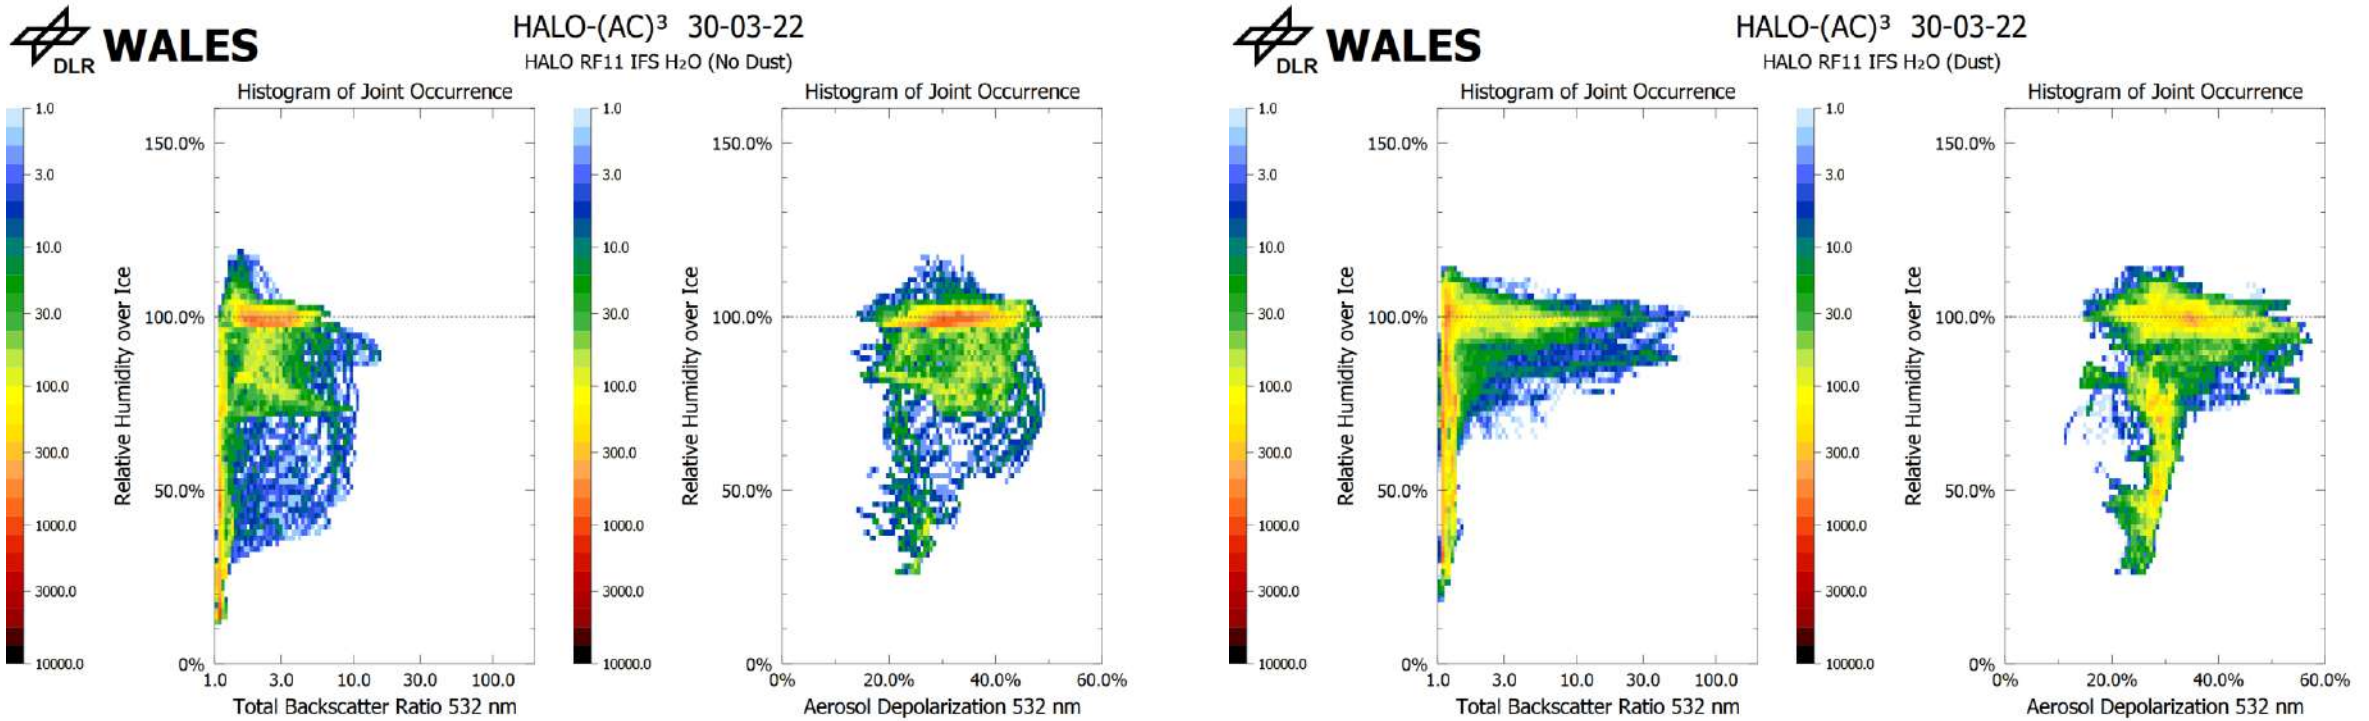 DLR WALES
HALO-(AC)³ 30-03-22
HALO RF11 IFS H₂O (No Dust)
Histogram of Joint Occurrence
1.0
3.0
10.0
30.0
100.0
300.0
1000.0
3000.0
10000.0
Relative Humidity over Ice
150.0%
100.0%
50.0%
0%
1.0 3.0 10.0 30.0 100.0
Total Backscatter Ratio 532 nm
Histogram of Joint Occurrence
1.0
3.0
10.0
30.0
100.0
300.0
1000.0
3000.0
10000.0
Relative Humidity over Ice
150.0%
100.0%
50.0%
0%
0% 20.0% 40.0% 60.0%
Aerosol Depolarization 532 nm
DLR WALES
HALO-(AC)³ 30-03-22
HALO RF11 IFS H₂O (Dust)
Histogram of Joint Occurrence
1.0
3.0
10.0
30.0
100.0
300.0
1000.0
3000.0
10000.0
Relative Humidity over Ice
150.0%
100.0%
50.0%
0%
1.0 3.0 10.0 30.0 100.0
Total Backscatter Ratio 532 nm
Histogram of Joint Occurrence
1.0
3.0
10.0
30.0
100.0
300.0
1000.0
3000.0
10000.0
Relative Humidity over Ice
150.0%
100.0%
50.0%
0%
0% 20.0% 40.0% 60.0%
Aerosol Depolarization 532 nm